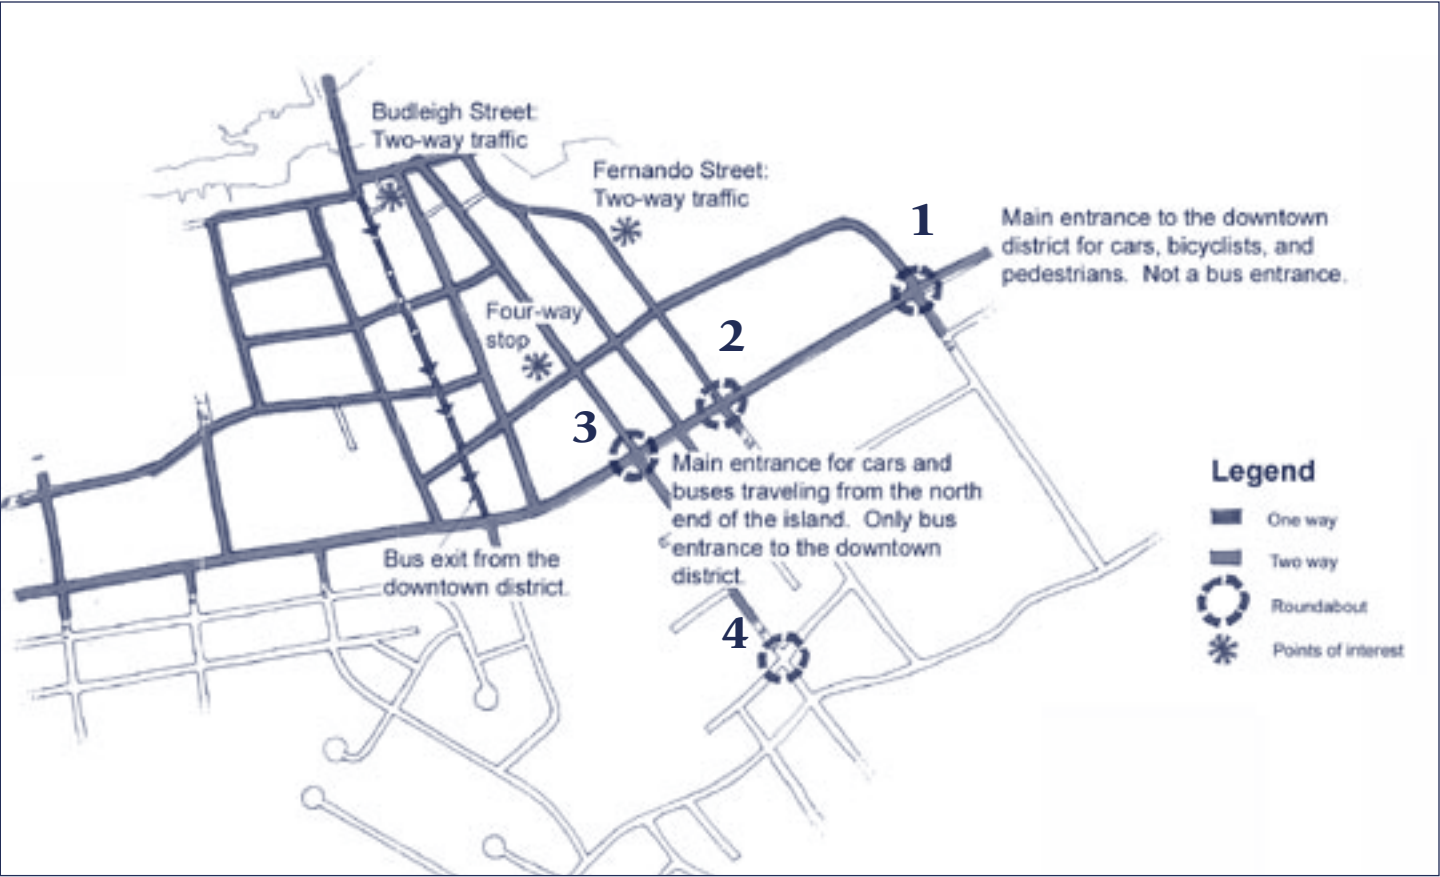 Budleigh Street:
Two-way traffic
Fernando Street:
Two-way traffic
1
Main entrance to the downtown
district for cars, bicyclists, and
pedestrians. Not a bus entrance.
Four-way
stop
2
3
Main entrance for cars and
buses traveling from the north
end of the island. Only bus
entrance to the downtown
district.
Bus exit from the
downtown district.
4
Legend
One way
Two way
Roundabout
Points of interest